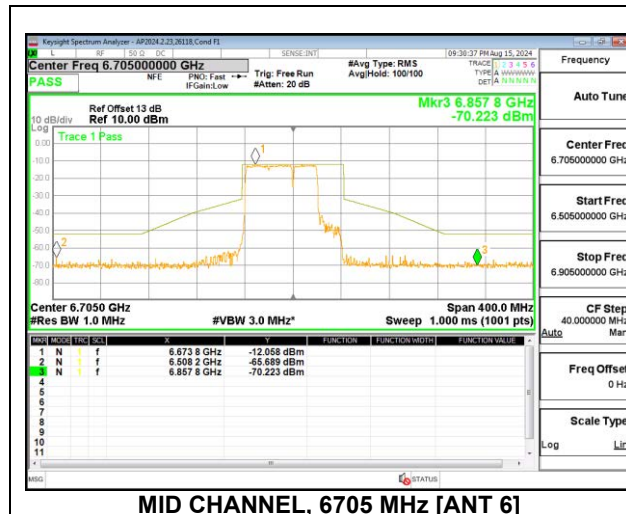 Keysight Spectrum Analyzer - AP2024.2.23,26118,Cond F1
L RF 50 Ω DC SENSE:INT 09:30:37 PM Aug 15, 2024
Center Freq 6.705000000 GHz
PASS
NFE
PNO: Fast
IFGain:Low
Trig: Free Run
#Atten: 20 dB
#Avg Type: RMS
Avg|Hold: 100/100
TRACE 1 2 3 4 5 6
TYPE A WWWWW
DET A N N N N N
Mkr3 6.857 8 GHz
-70.223 dBm
Ref Offset 13 dB
10 dB/div Ref 10.00 dBm
Log
Trace 1 Pass
0.00
-10.0
-20.0
-30.0
-40.0
-50.0
-60.0
-70.0
-80.0
1
2
3
Center 6.7050 GHz Span 400.0 MHz
#Res BW 1.0 MHz #VBW 3.0 MHz* Sweep 1.000 ms (1001 pts)
MKR MODE TRC SCL X Y FUNCTION FUNCTION WIDTH FUNCTION VALUE
1 N 1 f 6.673 8 GHz -12.058 dBm
2 N 1 f 6.508 2 GHz -65.689 dBm
3 N 1 f 6.857 8 GHz -70.223 dBm
4
5
6
7
8
9
10
11
MSG STATUS
Frequency
Auto Tune
Center Freq
6.705000000 GHz
Start Freq
6.505000000 GHz
Stop Freq
6.905000000 GHz
CF Step
40.000000 MHz
Auto Man
Freq Offset
0 Hz
Scale Type
Log Lin
MID CHANNEL, 6705 MHz [ANT 6]